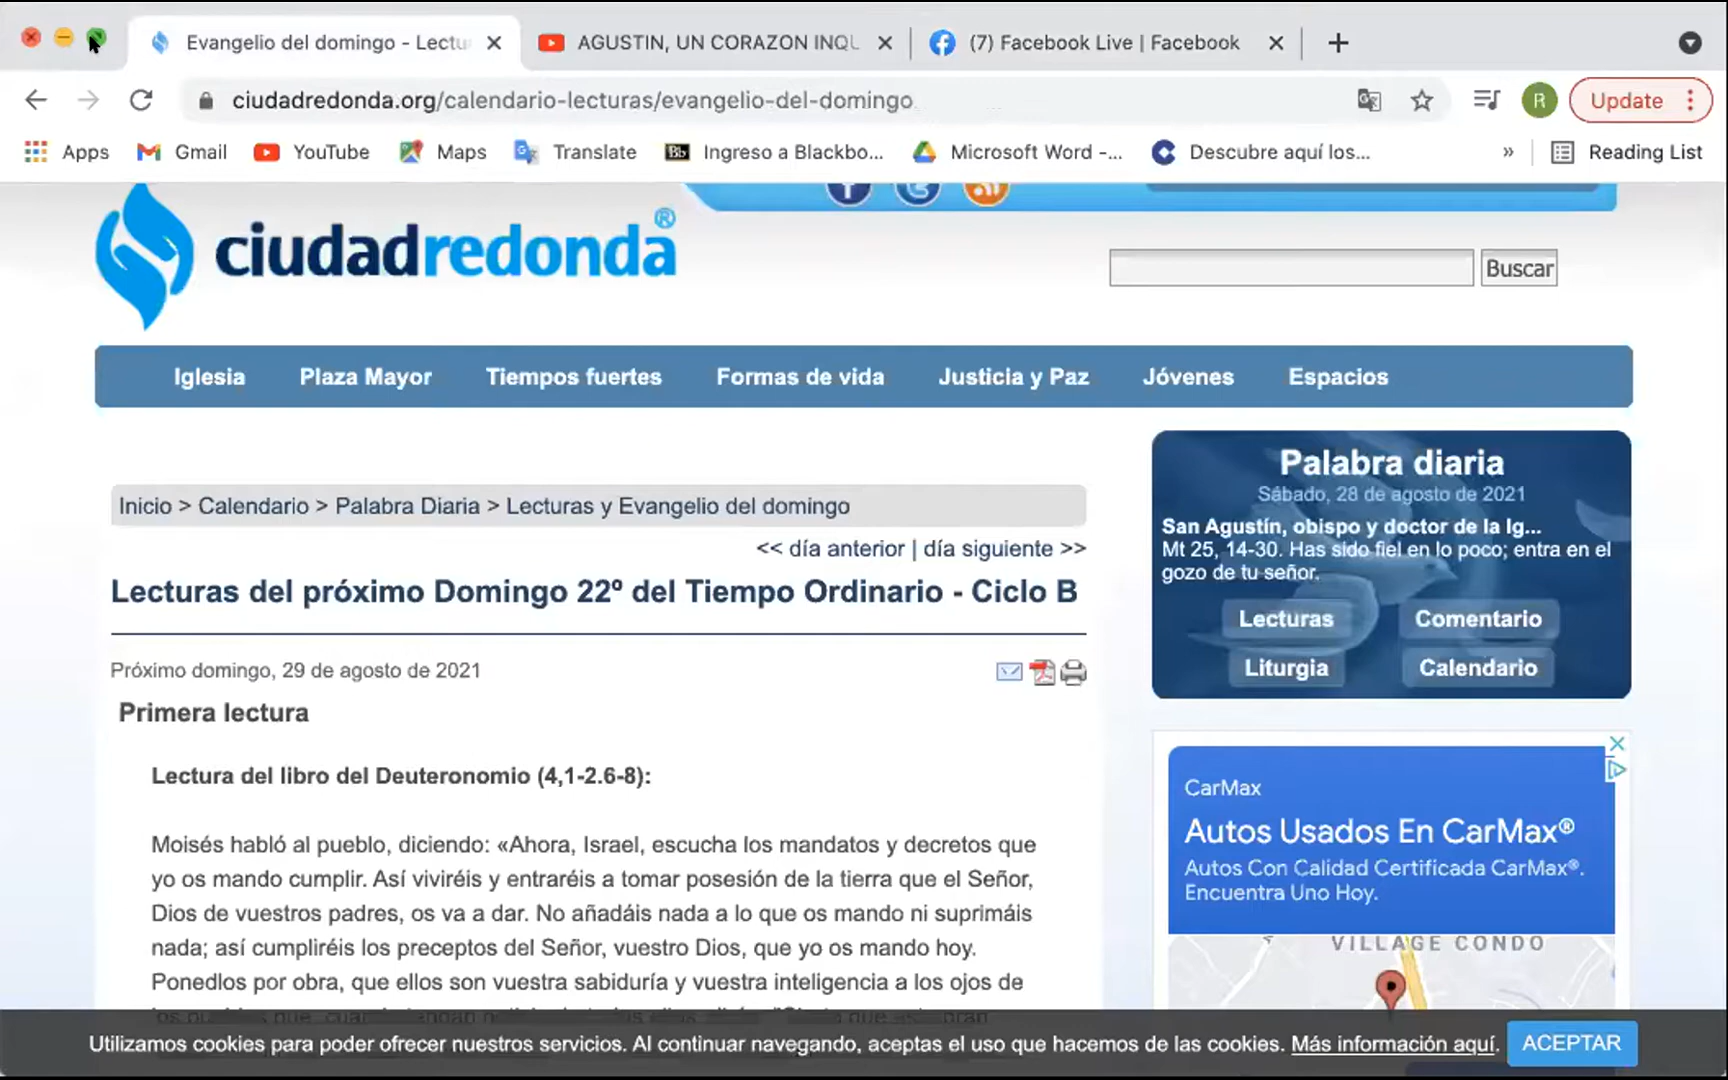 Evangelio del domingo - Lectu
AGUSTIN, UN CORAZON INQU
(7) Facebook Live | Facebook
ciudadredonda.org/calendario-lecturas/evangelio-del-domingo
R
Update
Apps
Gmail
YouTube
Maps
Translate
Bb
Ingreso a Blackbo...
Microsoft Word -...
Descubre aquí los...
»
Reading List
ciudadredonda®
Buscar
Iglesia
Plaza Mayor
Tiempos fuertes
Formas de vida
Justicia y Paz
Jóvenes
Espacios
Inicio > Calendario > Palabra Diaria > Lecturas y Evangelio del domingo
<< día anterior | día siguiente >>
Lecturas del próximo Domingo 22º del Tiempo Ordinario - Ciclo B
Próximo domingo, 29 de agosto de 2021
Primera lectura
Lectura del libro del Deuteronomio (4,1-2.6-8):
Moisés habló al pueblo, diciendo: «Ahora, Israel, escucha los mandatos y decretos que
yo os mando cumplir. Así viviréis y entraréis a tomar posesión de la tierra que el Señor,
Dios de vuestros padres, os va a dar. No añadáis nada a lo que os mando ni suprimáis
nada; así cumpliréis los preceptos del Señor, vuestro Dios, que yo os mando hoy.
Ponedlos por obra, que ellos son vuestra sabiduría y vuestra inteligencia a los ojos de
Palabra diaria
Sábado, 28 de agosto de 2021
San Agustín, obispo y doctor de la Ig...
Mt 25, 14-30. Has sido fiel en lo poco; entra en el
gozo de tu señor.
Lecturas
Comentario
Liturgia
Calendario
CarMax
Autos Usados En CarMax®
Autos Con Calidad Certificada CarMax®.
Encuentra Uno Hoy.
VILLAGE CONDO
Utilizamos cookies para poder ofrecer nuestros servicios. Al continuar navegando, aceptas el uso que hacemos de las cookies. Más información aquí.
ACEPTAR